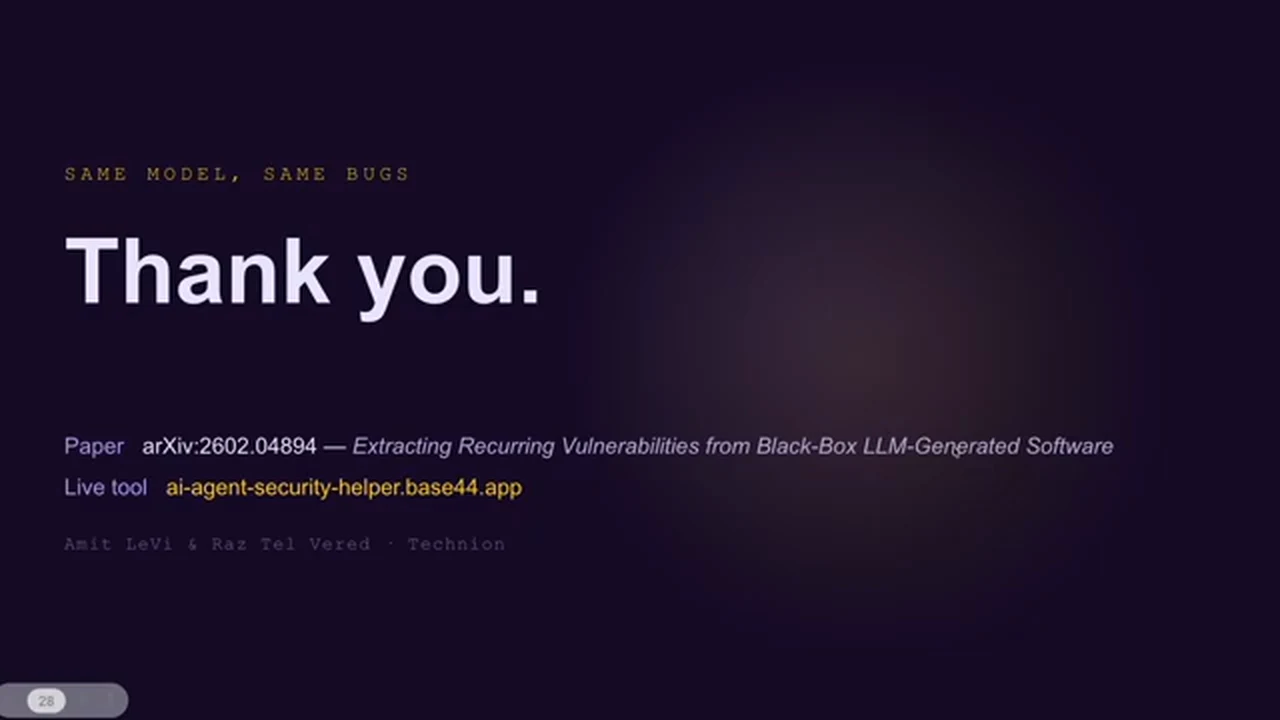 SAME MODEL, SAME BUGS
Thank you.
Paper arXiv:2602.04894 — Extracting Recurring Vulnerabilities from Black-Box LLM-Generated Software
Live tool ai-agent-security-helper.base44.app
Amit LeVi & Raz Tel Vered · Technion
28